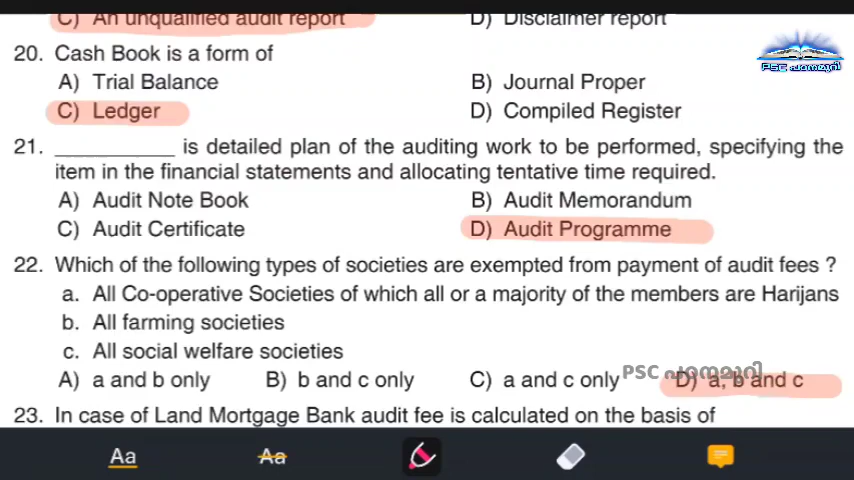 C) An unqualified audit report D) Disclaimer report
20. Cash Book is a form of
A) Trial Balance B) Journal Proper
C) Ledger D) Compiled Register
21. __________ is detailed plan of the auditing work to be performed, specifying the
item in the financial statements and allocating tentative time required.
A) Audit Note Book B) Audit Memorandum
C) Audit Certificate D) Audit Programme
22. Which of the following types of societies are exempted from payment of audit fees ?
a. All Co-operative Societies of which all or a majority of the members are Harijans
b. All farming societies
c. All social welfare societies
A) a and b only B) b and c only C) a and c only D) a, b and c
23. In case of Land Mortgage Bank audit fee is calculated on the basis of
PSC പാഠമുറി
PSC പാഠമുറി
Aa Aa